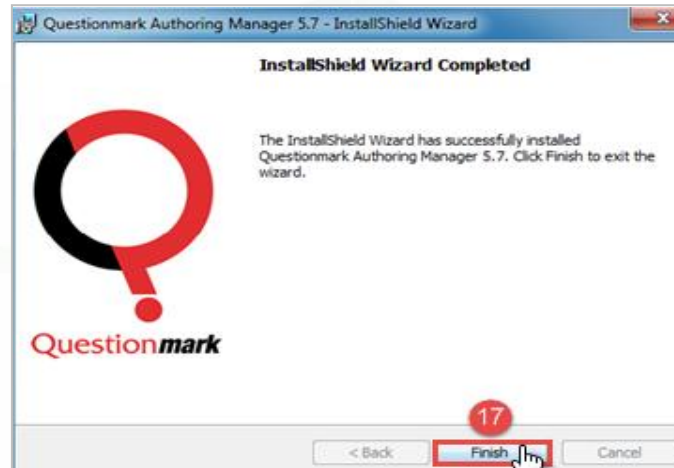 Questionmark Authoring Manager 5.7 - InstallShield Wizard
InstallShield Wizard Completed
The InstallShield Wizard has successfully installed
Questionmark Authoring Manager 5.7. Click Finish to exit the
wizard.
Questionmark
17
< Back
Finish
Cancel